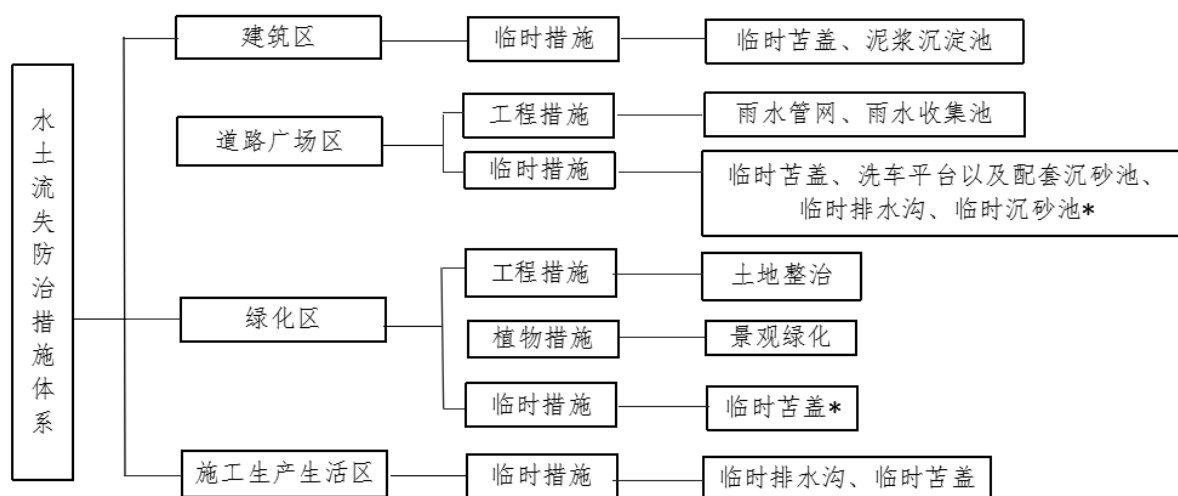 水土流失防治措施体系
建筑区
临时措施
临时苫盖、泥浆沉淀池
道路广场区
工程措施
雨水管网、雨水收集池
临时措施
临时苫盖、洗车平台以及配套沉砂池、
临时排水沟、临时沉砂池*
绿化区
工程措施
土地整治
植物措施
景观绿化
临时措施
临时苫盖*
施工生产生活区
临时措施
临时排水沟、临时苫盖